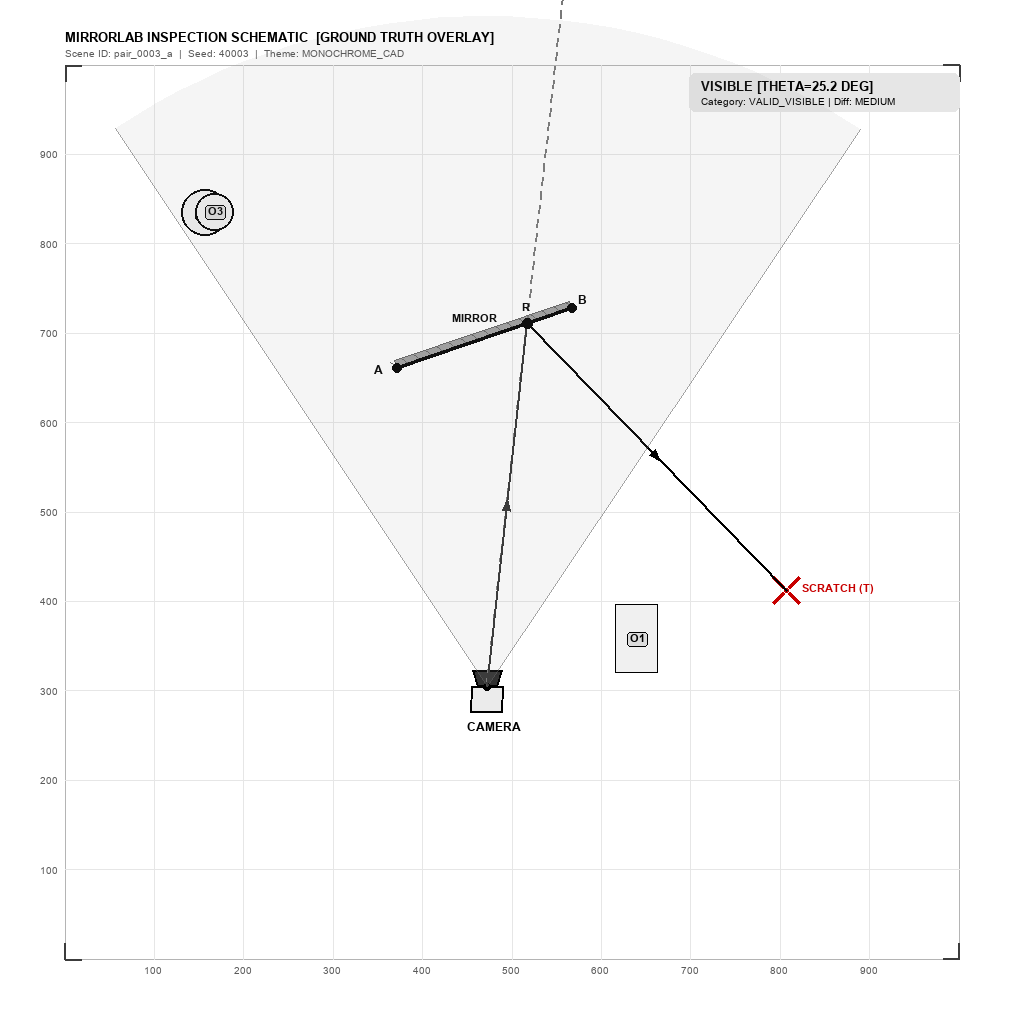 MIRRORLAB INSPECTION SCHEMATIC [GROUND TRUTH OVERLAY]
Scene ID: pair_0003_a | Seed: 40003 | Theme: MONOCHROME_CAD
VISIBLE [THETA=25.2 DEG]
Category: VALID_VISIBLE | Diff: MEDIUM
900
O3
800
B
R
MIRROR
700
A
600
500
SCRATCH (T)
400
O1
300
CAMERA
200
100
100 200 300 400 500 600 700 800 900